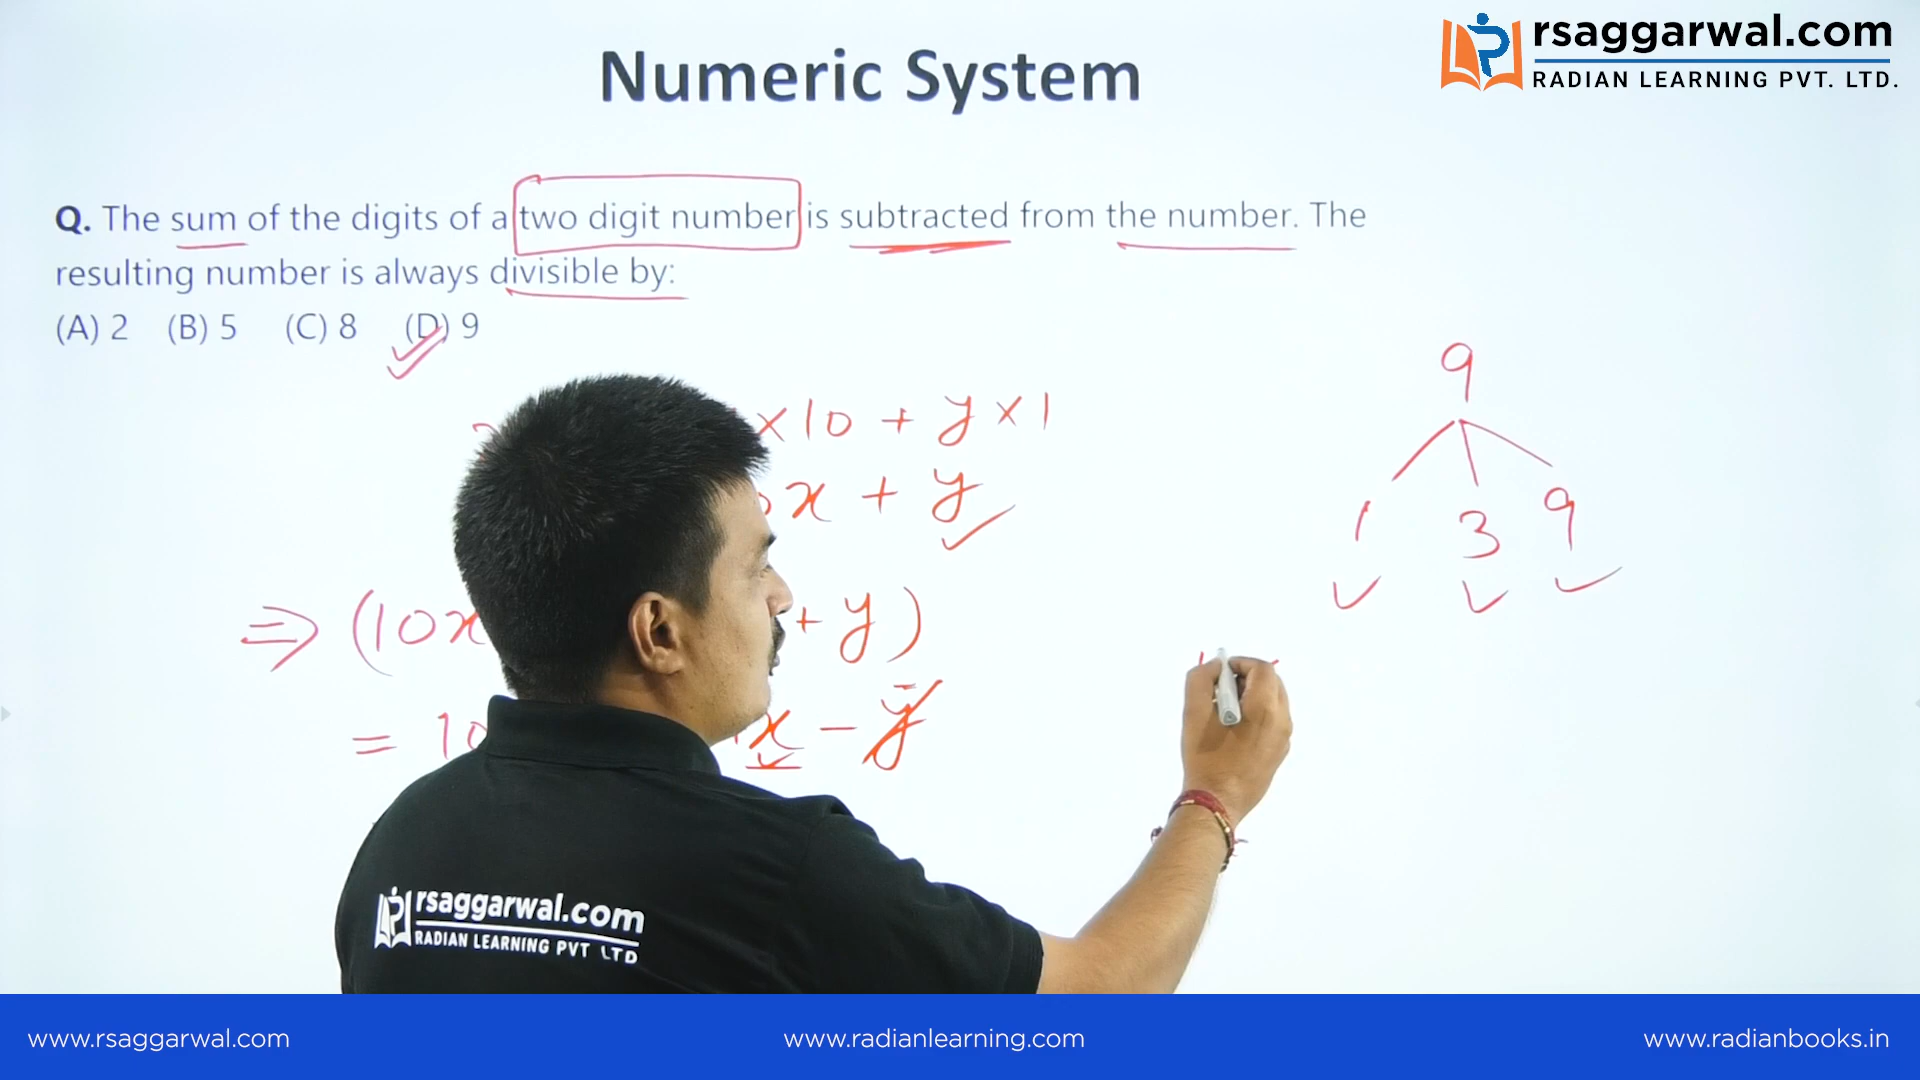 Numeric System
rsaggarwal.com
RADIAN LEARNING PVT. LTD.
Q. The sum of the digits of a two digit number is subtracted from the number. The
resulting number is always divisible by:
(A) 2 (B) 5 (C) 8 (D) 9
9
×10 + y×1
x + y
1 3 9
⇒ (10x + y)
= 10 x - y
rsaggarwal.com
RADIAN LEARNING PVT LTD
www.rsaggarwal.com
www.radianlearning.com
www.radianbooks.in